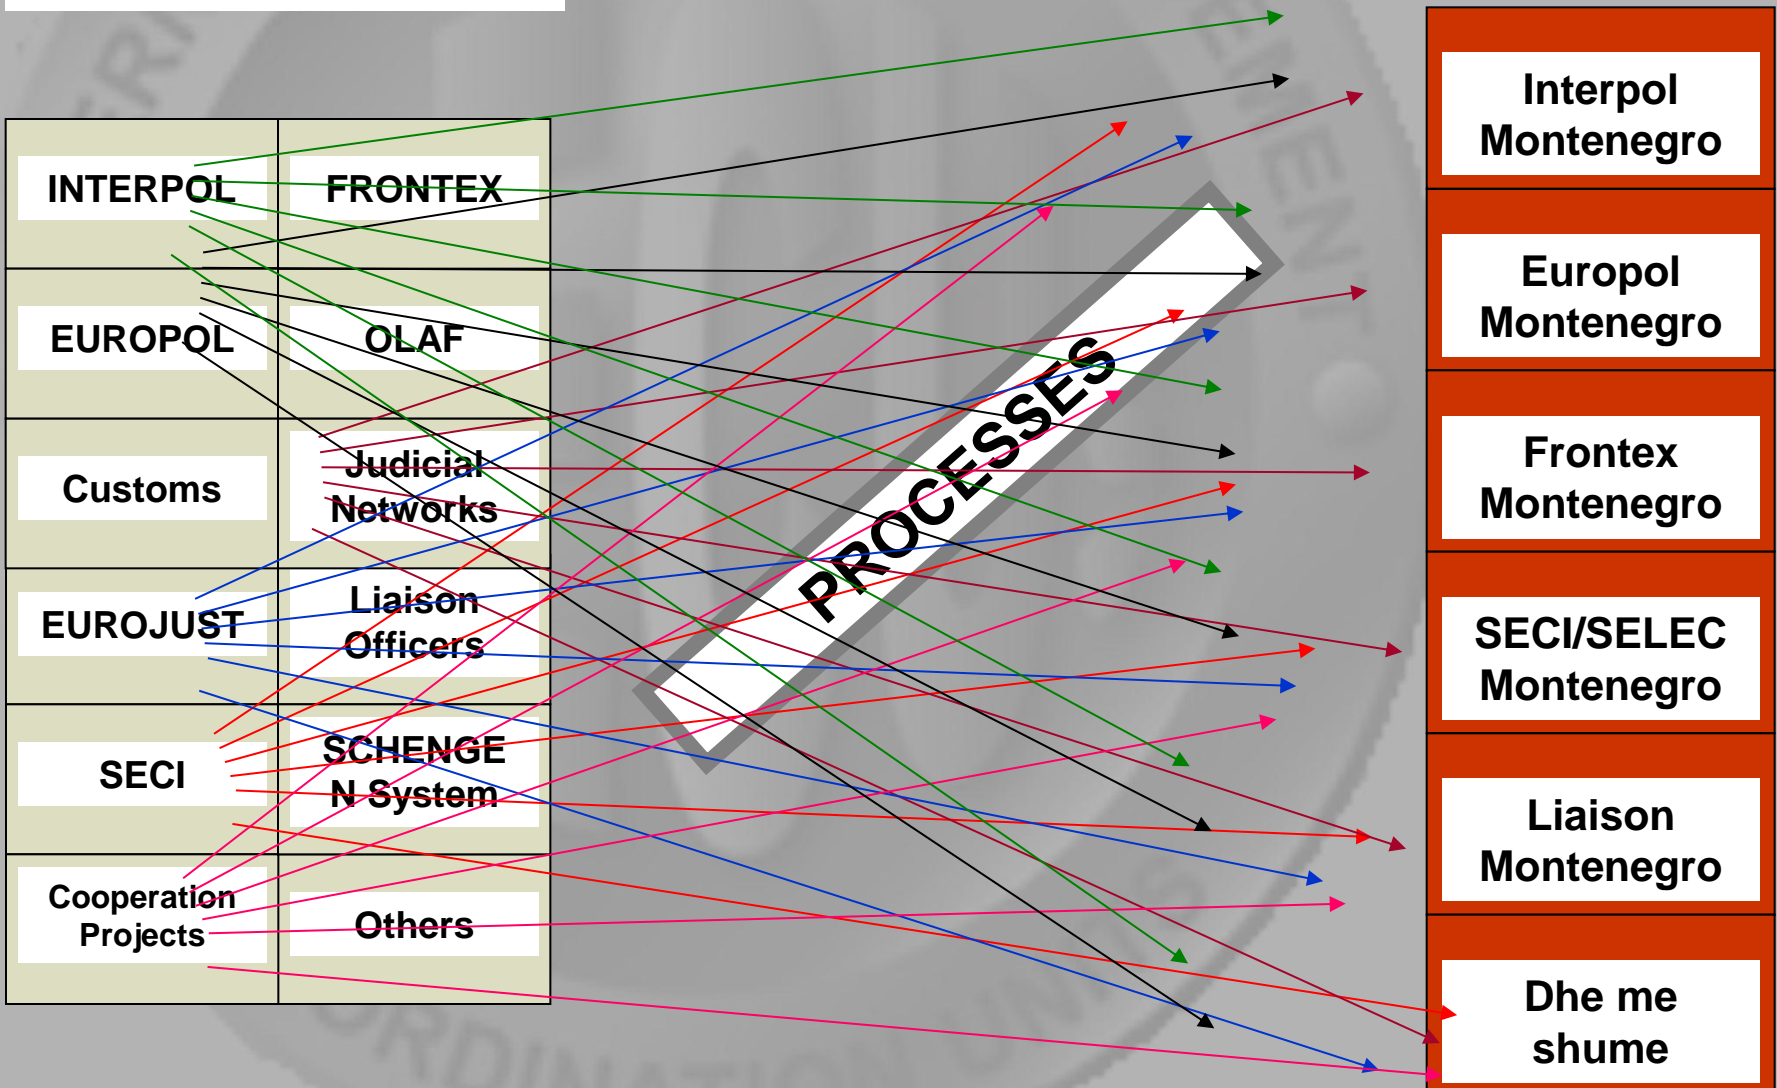 INTERPOL
FRONTEX
EUROPOL
OLAF
Customs
Judicial
Networks
EUROJUST
Liaison
Officers
SECI
SCHENGE
N System
Cooperation
Projects
Others
PROCESSES
Interpol
Montenegro
Europol
Montenegro
Frontex
Montenegro
SECI/SELEC
Montenegro
Liaison
Montenegro
Dhe me
shume